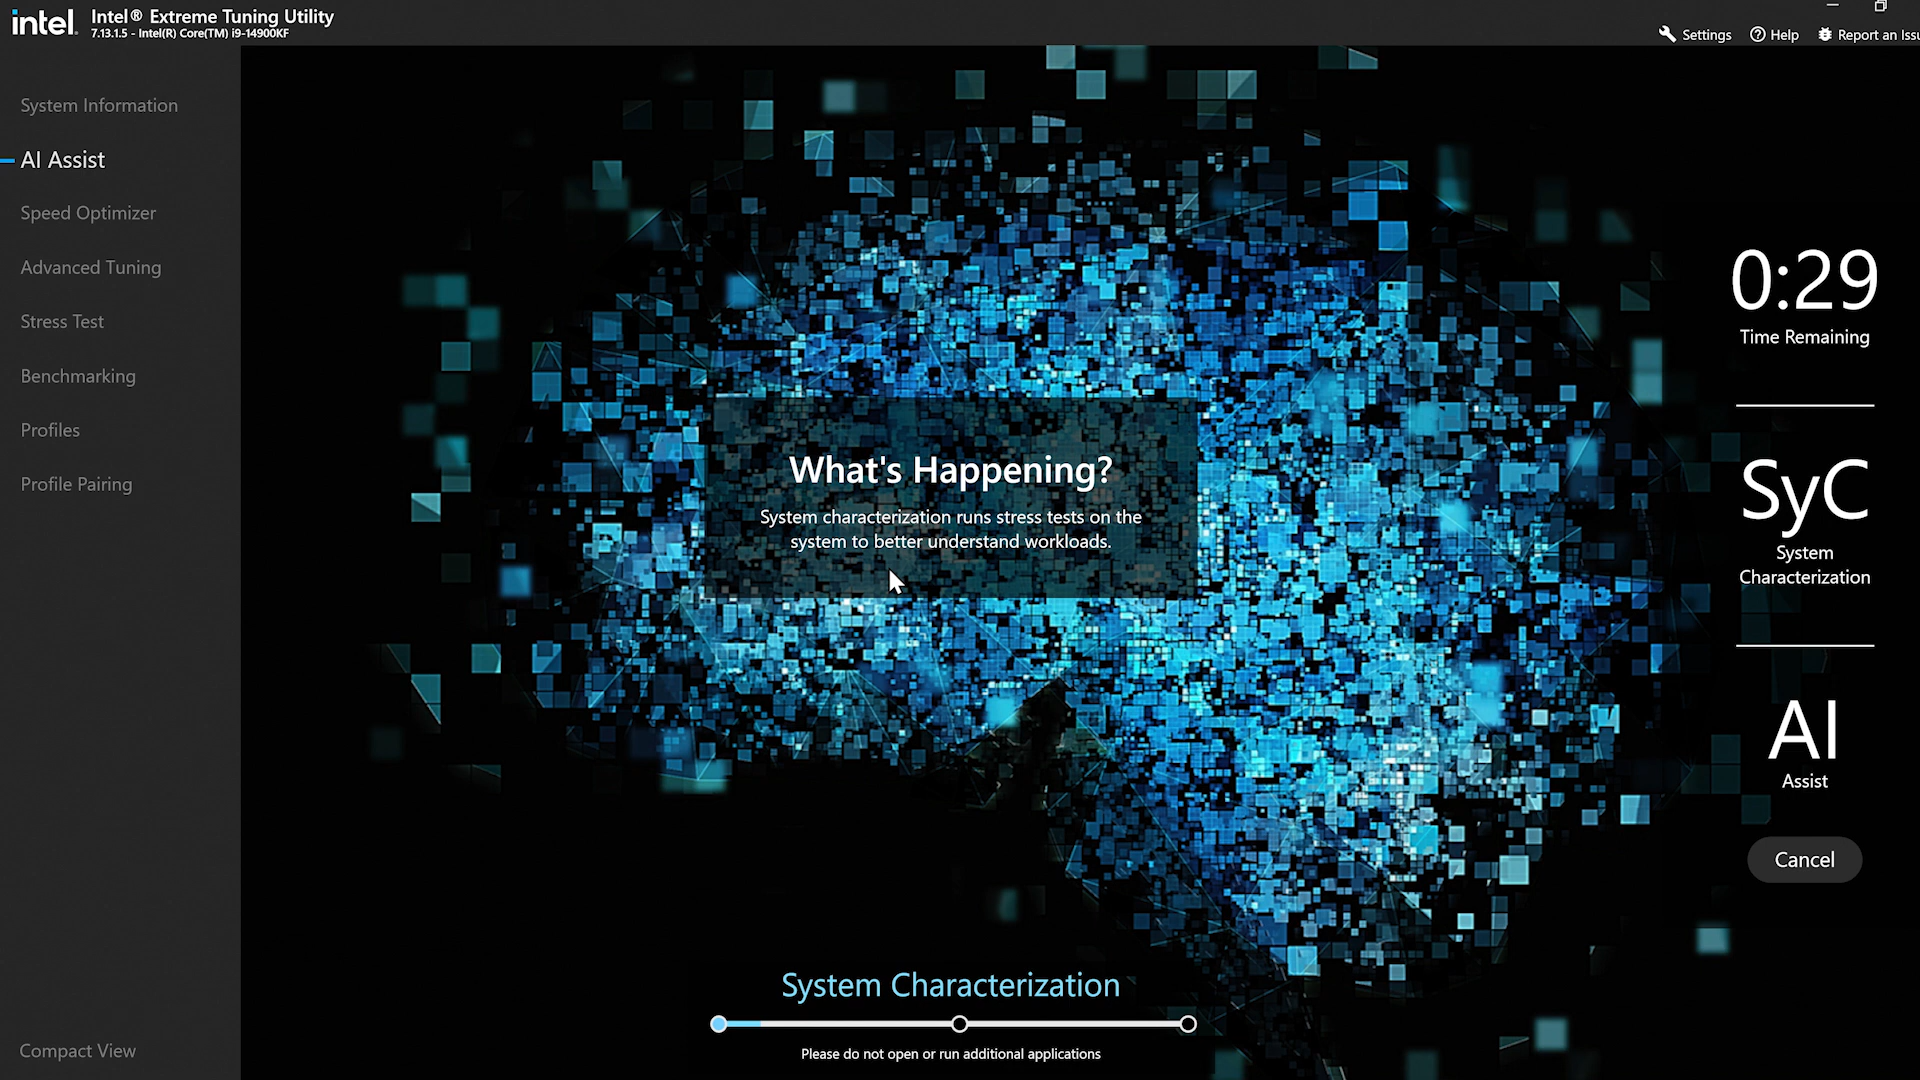 intel.
Intel® Extreme Tuning Utility
7.13.1.5 - Intel(R) Core(TM) i9-14900KF
Settings
Help
Report an Issu
System Information
AI Assist
Speed Optimizer
Advanced Tuning
Stress Test
Benchmarking
Profiles
Profile Pairing
Compact View
What's Happening?
System characterization runs stress tests on the
system to better understand workloads.
0:29
Time Remaining
SyC
System
Characterization
AI
Assist
Cancel
System Characterization
Please do not open or run additional applications